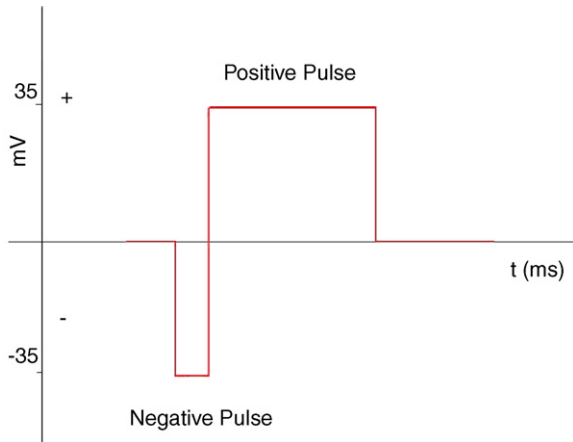 Positive Pulse
35
+
mV
t (ms)
-
-35
Negative Pulse